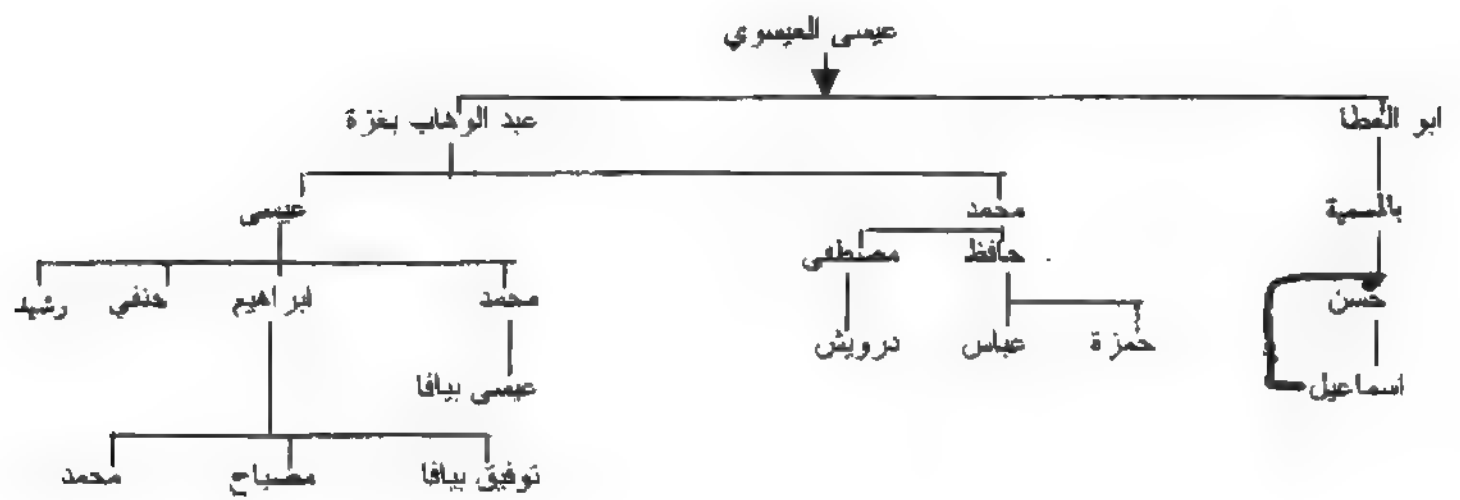 عيسى العيسوي
ابو العطا
عبد الوهاب بغزة
بالمسمية
محمد
عيسى
حافظ
مصطفى
حسن
محمد
ابراهيم
حنفي
رشيد
حمزة
عباس
درويش
اسماعيل
عيسى بيافا
توفيق بيافا
مصباح
محمد